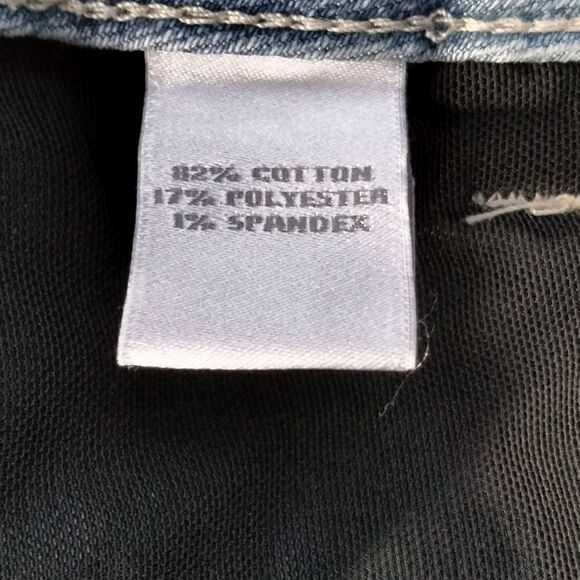 82% COTTON
17% POLYESTER
1% SPANDEX